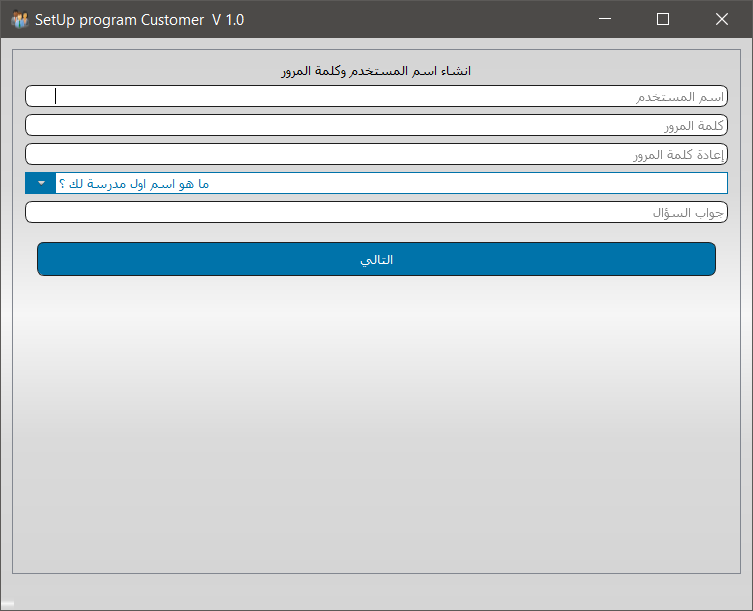 SetUp program Customer V 1.0
انشاء اسم المستخدم وكلمة المرور
اسم المستخدم
كلمة المرور
إعادة كلمة المرور
ما هو اسم اول مدرسة لك ؟
جواب السؤال
التالي